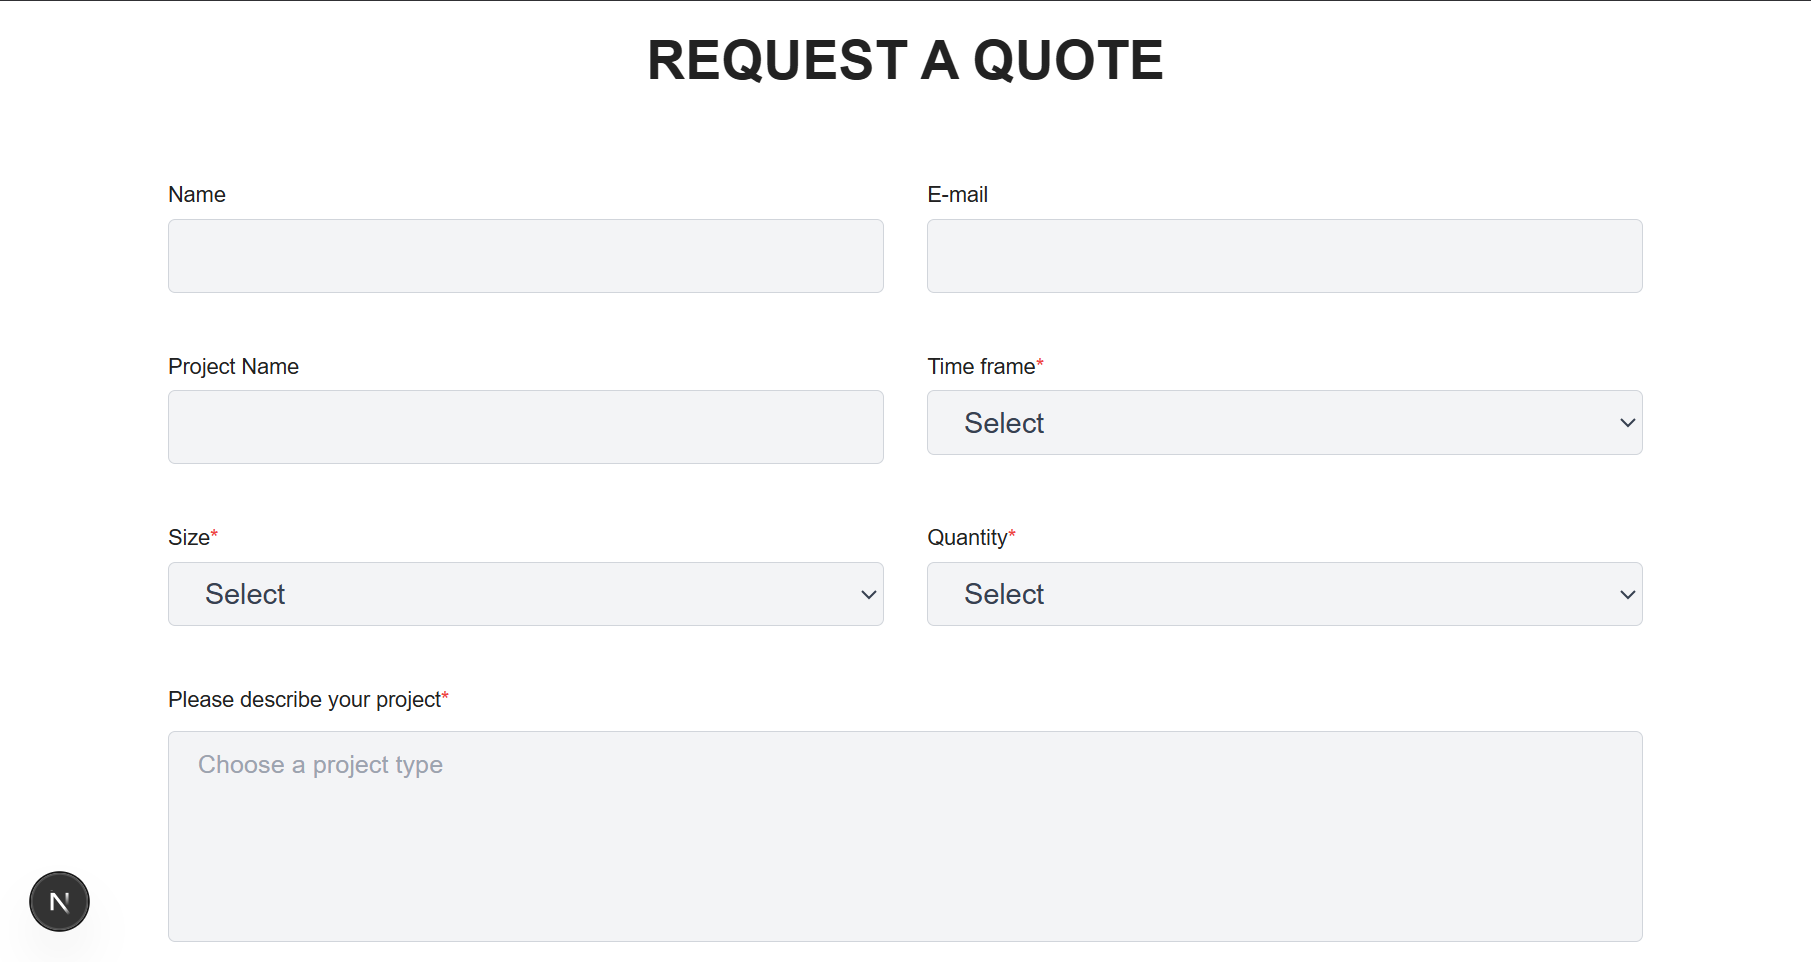 REQUEST A QUOTE
Name
E-mail
Project Name
Time frame*
Select
Size*
Quantity*
Select
Select
Please describe your project*
Choose a project type
N